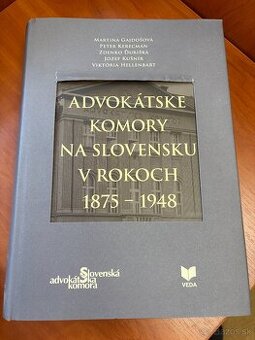 Martina Gajdošová
Peter Kerecman
Zdenko Ďuriška
Jozef Kušnír
Viktória Hellenbart
ADVOKÁTSKE
KOMORY
NA SLOVENSKU
V ROKOCH
1875 – 1948
Slovenská
advokátska
komora
VEDA